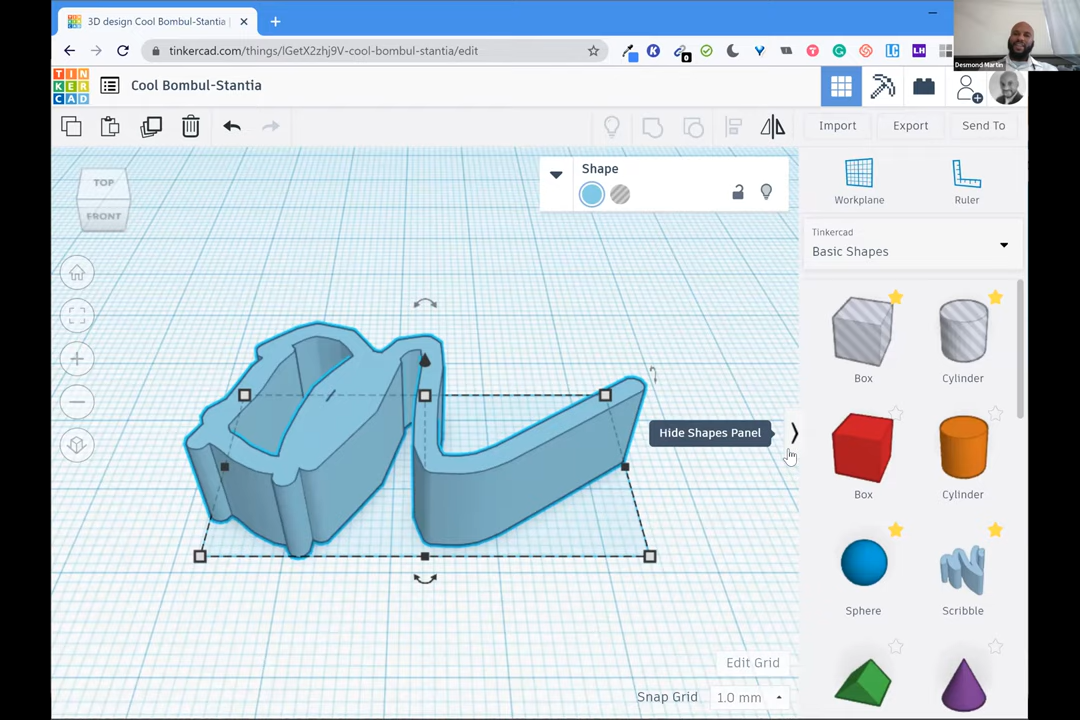 3D design Cool Bombul-Stantia |
tinkercad.com/things/lGetX2zhj9V-cool-bombul-stantia/edit
Desmond Martin
TIN
KER
CAD
Cool Bombul-Stantia
Import
Export
Send To
TOP
FRONT
Shape
Workplane
Ruler
Tinkercad
Basic Shapes
Box
Cylinder
Hide Shapes Panel
Box
Cylinder
Sphere
Scribble
Edit Grid
Snap Grid
1.0 mm